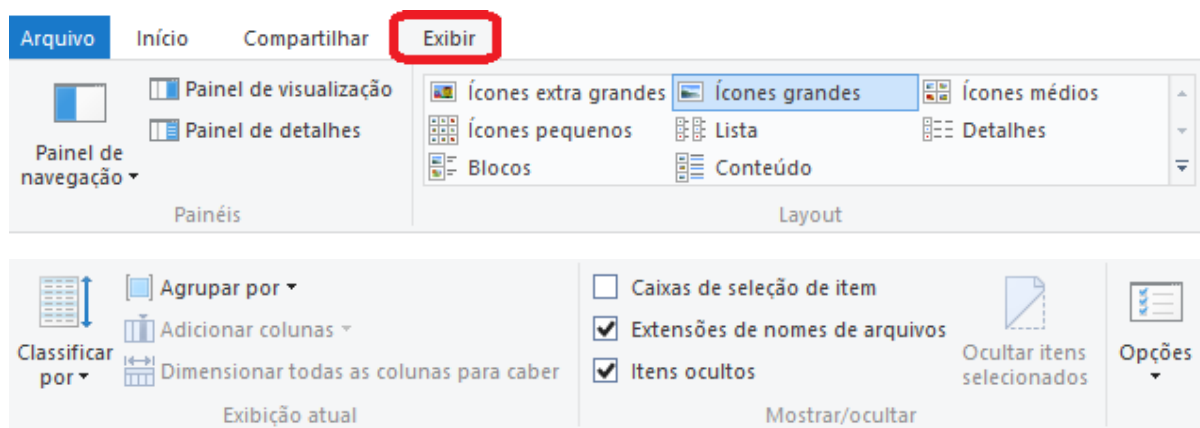 Arquivo Início Compartilhar Exibir
Painel de navegação
Painel de visualização
Painel de detalhes
Painéis
Ícones extra grandes Ícones grandes Ícones médios
Ícones pequenos Lista Detalhes
Blocos Conteúdo
Layout
Classificar por
Agrupar por
Adicionar colunas
Dimensionar todas as colunas para caber
Exibição atual
Caixas de seleção de item
Extensões de nomes de arquivos
Itens ocultos
Ocultar itens selecionados
Mostrar/ocultar
Opções